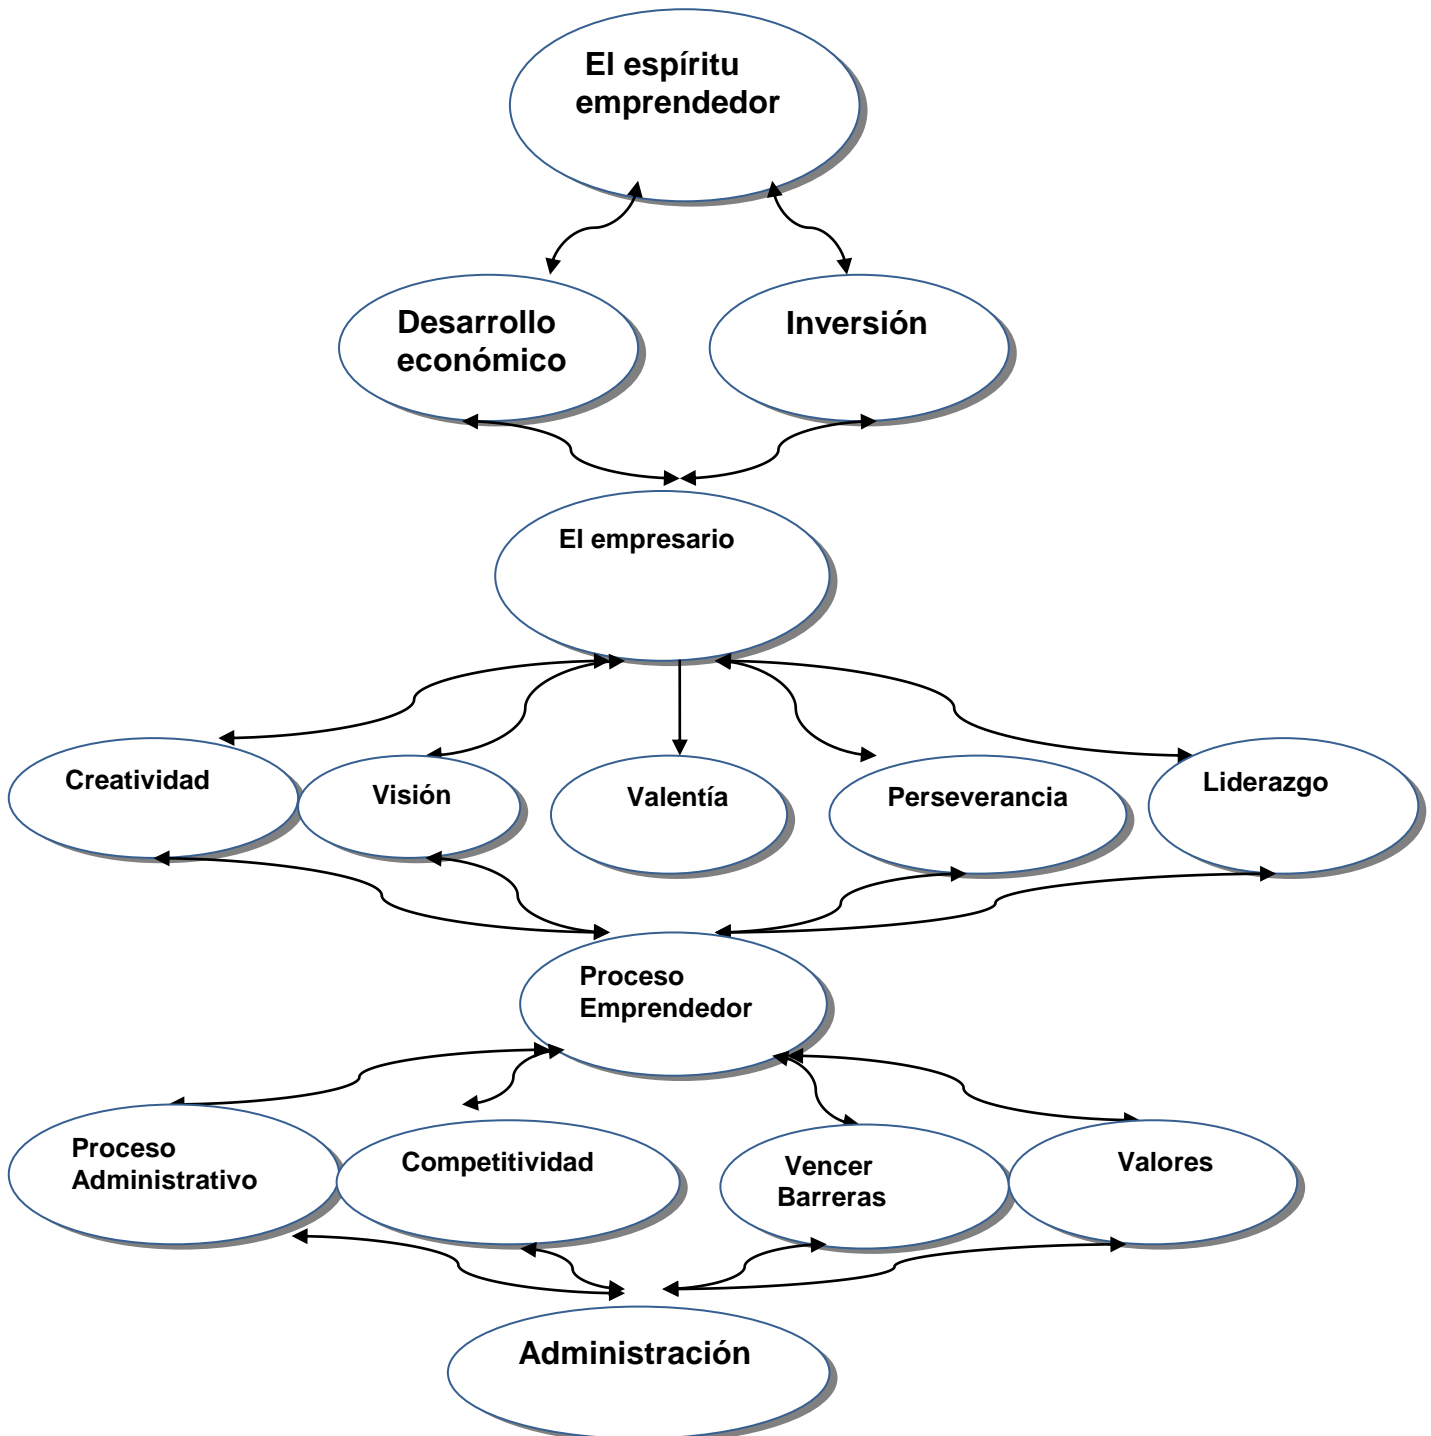 El espíritu
emprendedor
Desarrollo
económico
Inversión
El empresario
Creatividad
Visión
Valentía
Perseverancia
Liderazgo
Proceso
Emprendedor
Proceso
Administrativo
Competitividad
Vencer
Barreras
Valores
Administración